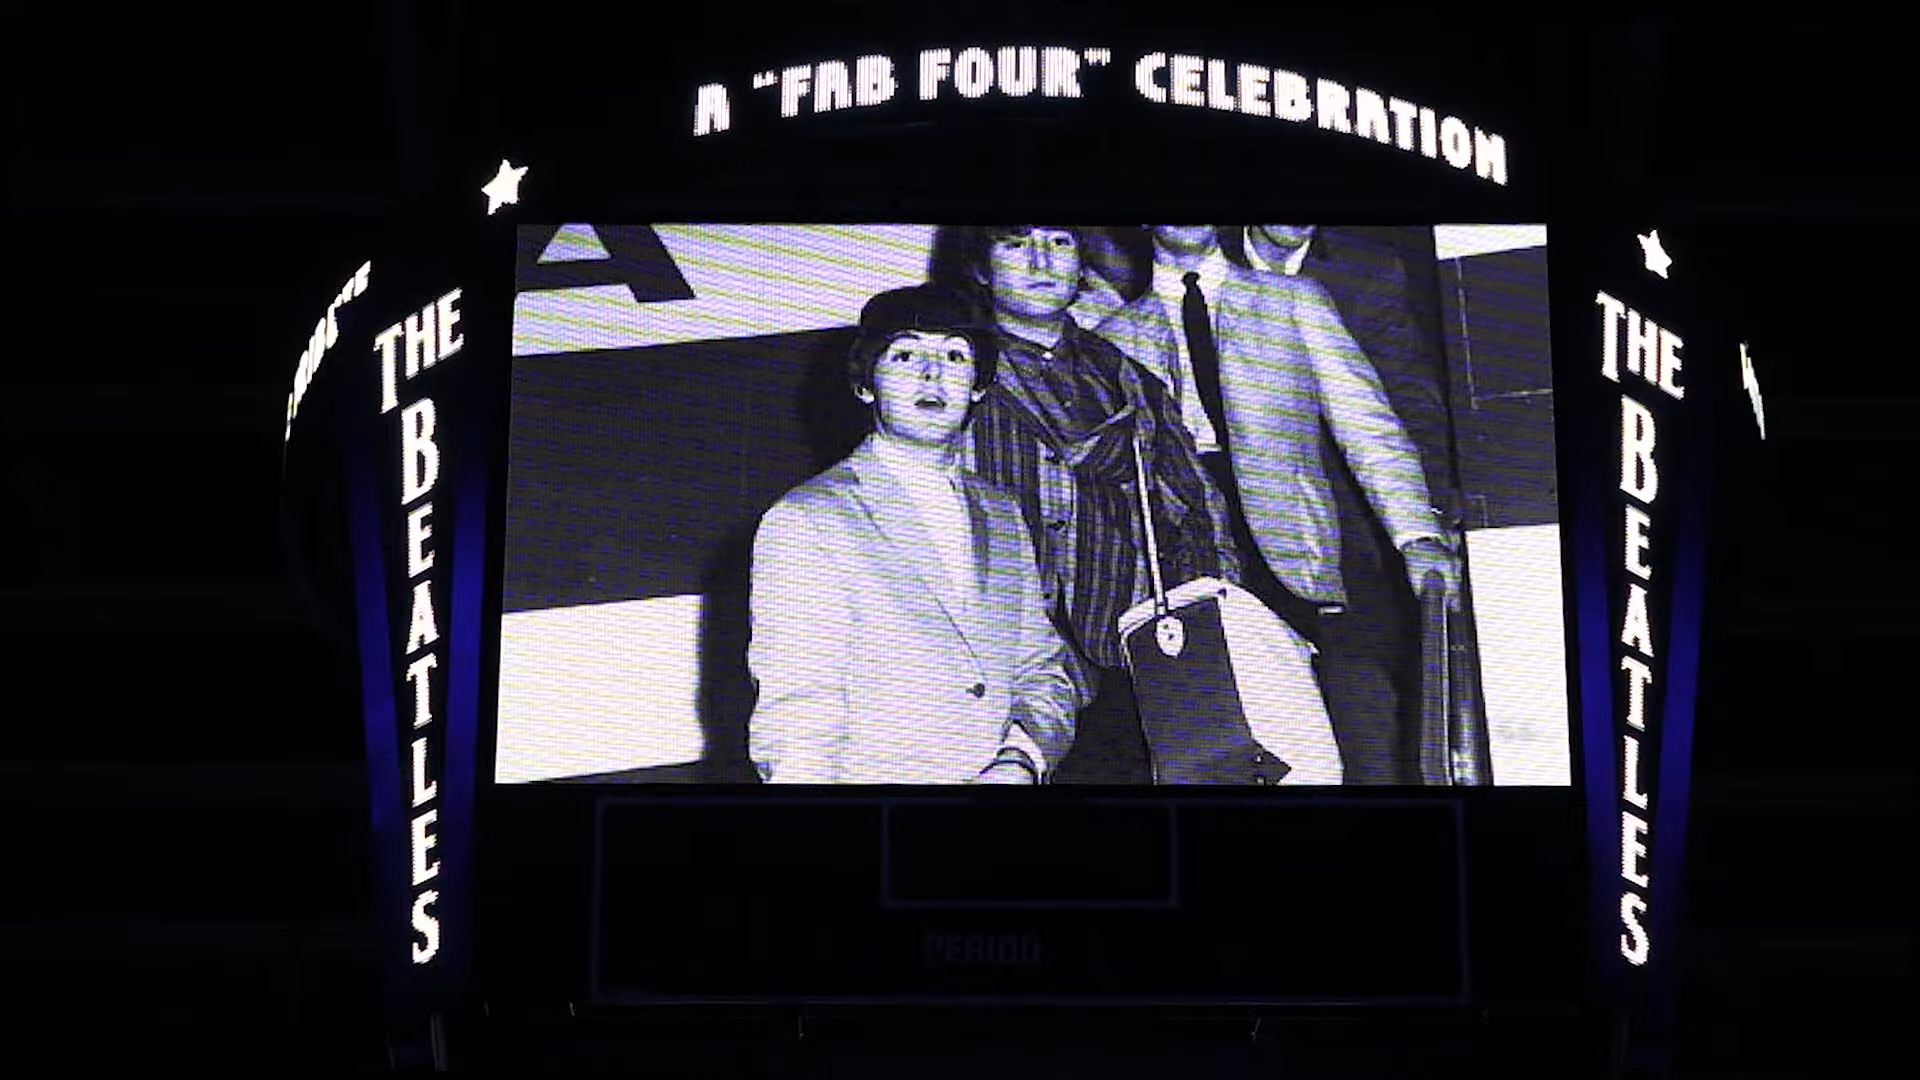 A "FAB FOUR" CELEBRATION
THE BEATLES
THE BEATLES
A
PERIOD